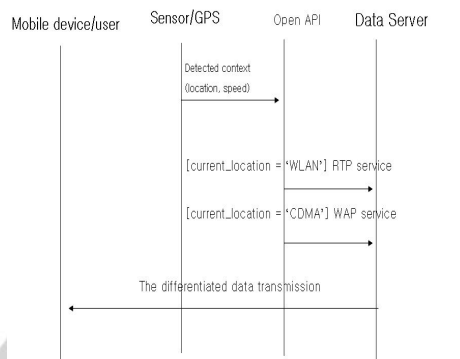 Mobile device/user
Sensor/GPS
Open API
Data Server
Detected context
(location, speed)
[current_location = 'WLAN'] RTP service
[current_location = 'CDMA'] WAP service
The differentiated data transmission